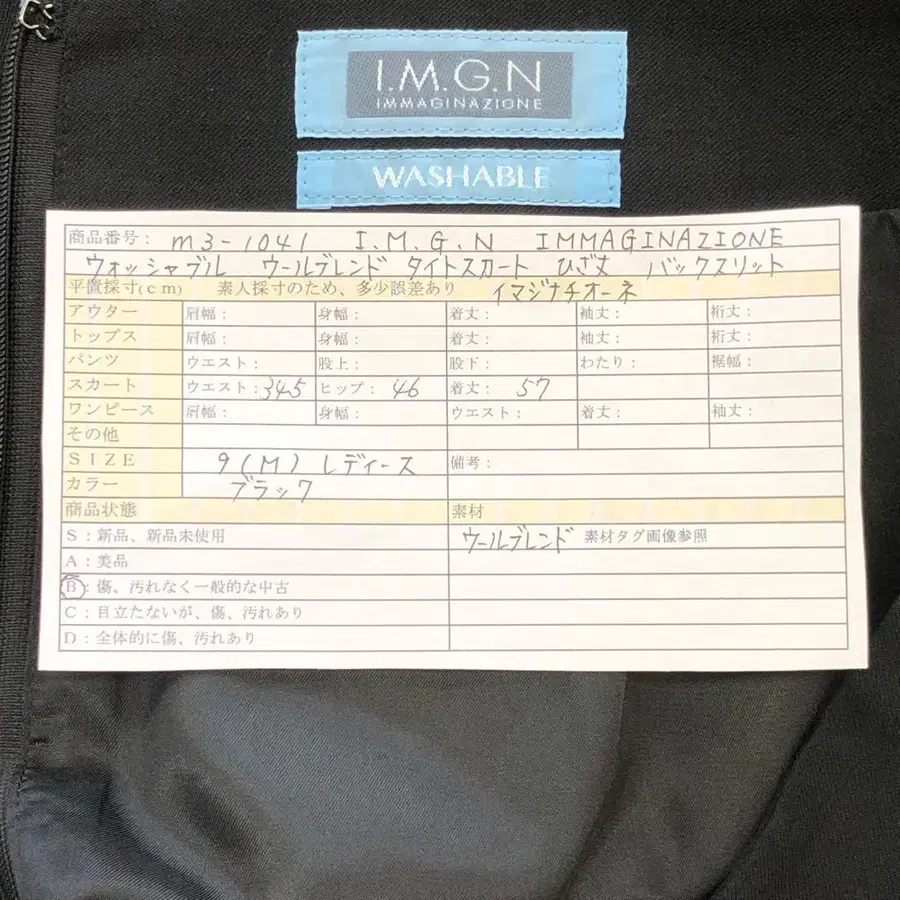 I.M.G.N
IMMAGINAZIONE
WASHABLE
商品番号： m3-1041 I.M.G.N IMMAGINAZIONE
ウォッシャブル ウールブレンド タイトスカート ひざ丈 バックスリット
平置採寸(cm) 素人採寸のため、多少誤差あり イマジナチオーネ
アウター 肩幅： 身幅： 着丈： 袖丈： 裄丈：
トップス 肩幅： 身幅： 着丈： 袖丈： 裄丈：
パンツ ウエスト： 股上： 股下： わたり： 裾幅：
スカート ウエスト：34.5 ヒップ： 46 着丈： 57
ワンピース 肩幅： 身幅： ウエスト： 着丈： 袖丈：
その他
SIZE 9(M) レディース 備考：
カラー ブラック
商品状態 素材
S：新品、新品未使用 ウールブレンド 素材タグ画像参照
A：美品
B：傷、汚れなく一般的な中古
C：目立たないが、傷、汚れあり
D：全体的に傷、汚れあり